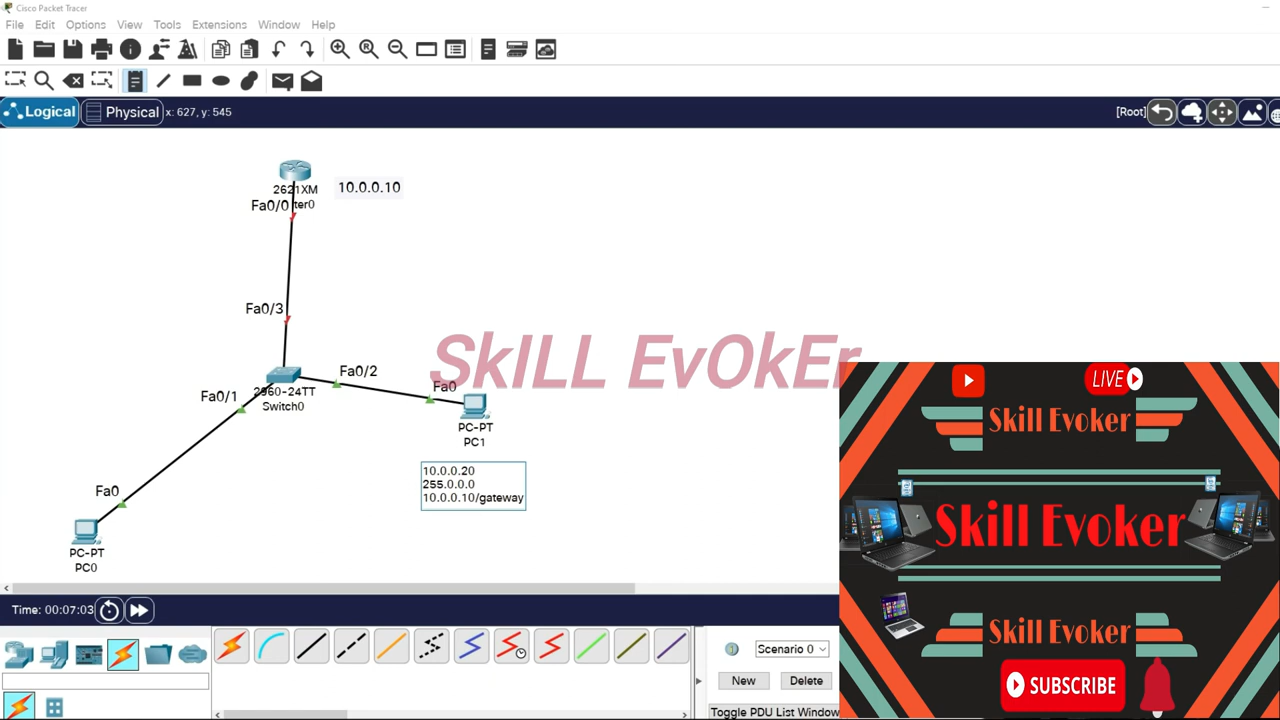 Cisco Packet Tracer
File Edit Options View Tools Extensions Window Help
Logical Physical x: 627, y: 545 [Root]
2621XM
Fa0/0 ter0
10.0.0.10
Fa0/3
Fa0/2
Fa0/1
2960-24TT
Switch0
Fa0
PC-PT
PC1
10.0.0.20
255.0.0.0
10.0.0.10/gateway
Fa0
PC-PT
PC0
SkILL EvOkEr
LIVE
Skill Evoker
Skill Evoker
Skill Evoker
SUBSCRIBE
Time: 00:07:03
Scenario 0
New Delete
Toggle PDU List Window